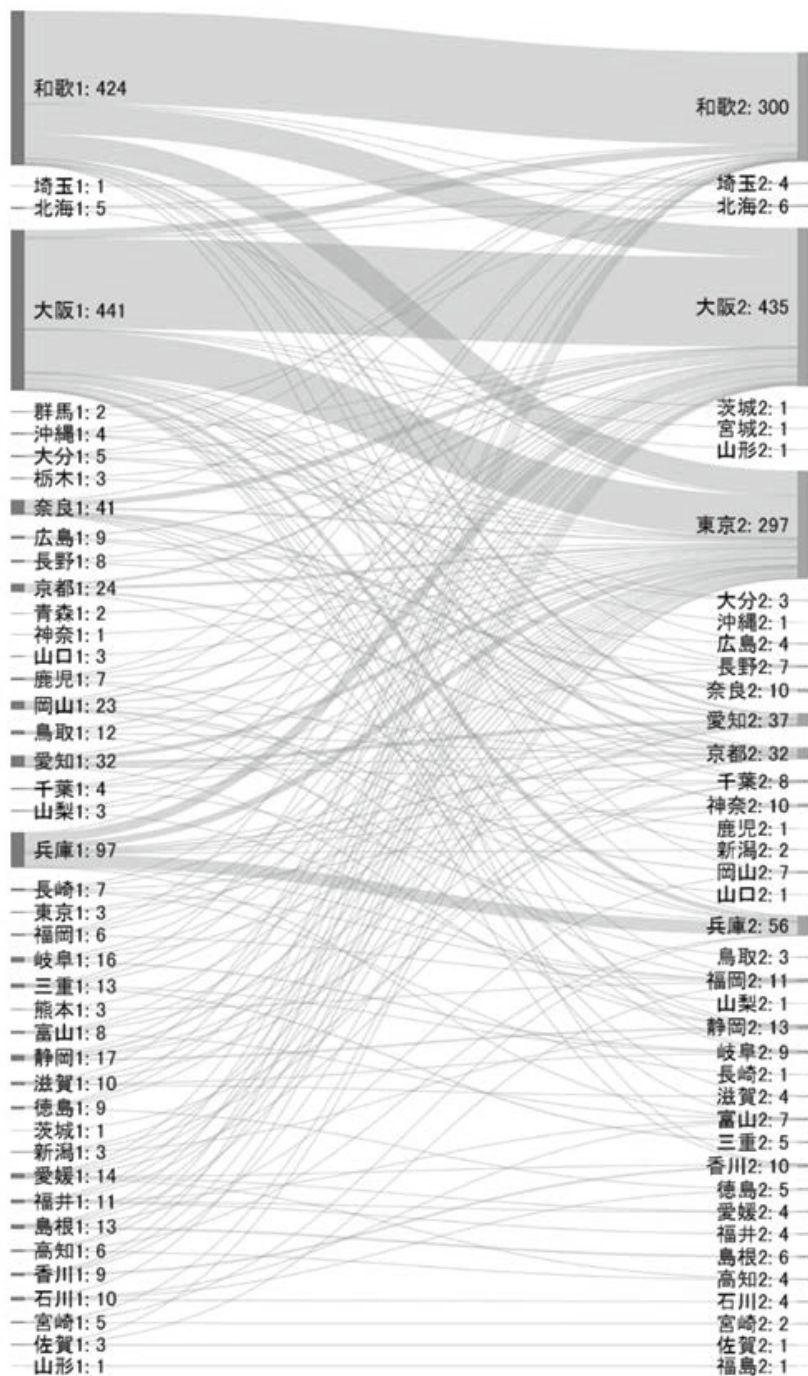 和歌1: 424
埼玉1: 1
北海1: 5
大阪1: 441
群馬1: 2
沖縄1: 4
大分1: 5
栃木1: 3
奈良1: 41
広島1: 9
長野1: 8
京都1: 24
青森1: 2
神奈1: 1
山口1: 3
鹿児1: 7
岡山1: 23
鳥取1: 12
愛知1: 32
千葉1: 4
山梨1: 3
兵庫1: 97
長崎1: 7
東京1: 3
福岡1: 6
岐阜1: 16
三重1: 13
熊本1: 3
富山1: 8
静岡1: 17
滋賀1: 10
徳島1: 9
茨城1: 1
新潟1: 3
愛媛1: 14
福井1: 11
島根1: 13
高知1: 6
香川1: 9
石川1: 10
宮崎1: 5
佐賀1: 3
山形1: 1
和歌2: 300
埼玉2: 4
北海2: 6
大阪2: 435
茨城2: 1
宮城2: 1
山形2: 1
東京2: 297
大分2: 3
沖縄2: 1
広島2: 4
長野2: 7
奈良2: 10
愛知2: 37
京都2: 32
千葉2: 8
神奈2: 10
鹿児2: 1
新潟2: 2
岡山2: 7
山口2: 1
兵庫2: 56
鳥取2: 3
福岡2: 11
山梨2: 1
静岡2: 13
岐阜2: 9
長崎2: 1
滋賀2: 4
富山2: 7
三重2: 5
香川2: 10
徳島2: 5
愛媛2: 4
福井2: 4
島根2: 6
高知2: 4
石川2: 4
宮崎2: 2
佐賀2: 1
福島2: 1